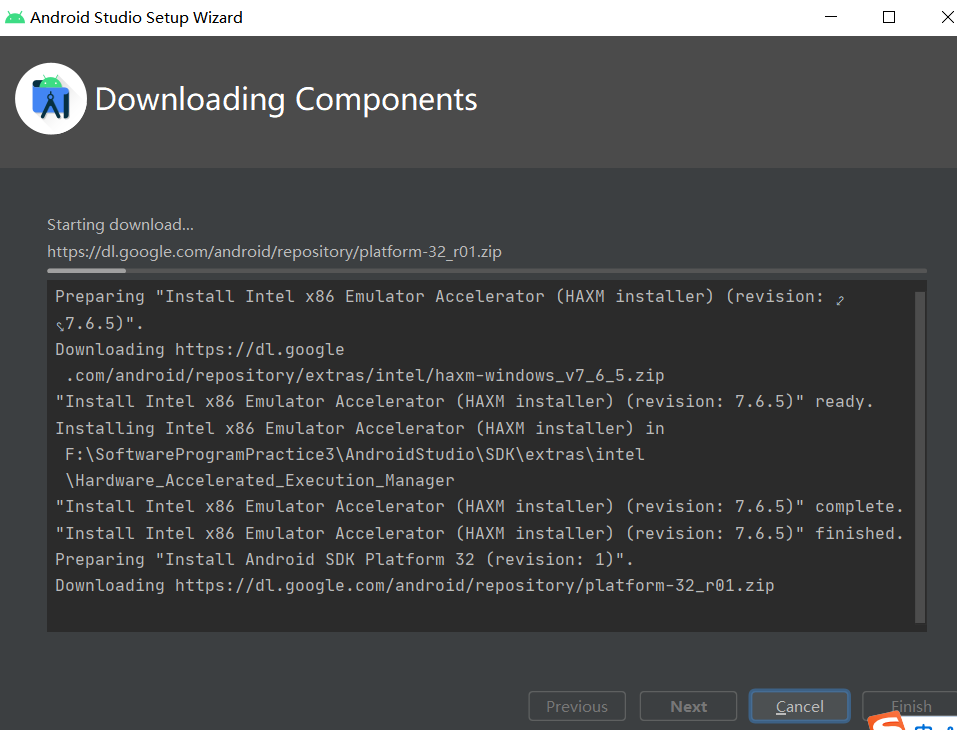 Android Studio Setup Wizard
Downloading Components
Starting download...
https://dl.google.com/android/repository/platform-32_r01.zip
Preparing "Install Intel x86 Emulator Accelerator (HAXM installer) (revision:
7.6.5)".
Downloading https://dl.google
.com/android/repository/extras/intel/haxm-windows_v7_6_5.zip
"Install Intel x86 Emulator Accelerator (HAXM installer) (revision: 7.6.5)" ready.
Installing Intel x86 Emulator Accelerator (HAXM installer) in
F:\SoftwareProgramPractice3\AndroidStudio\SDK\extras\intel
\Hardware_Accelerated_Execution_Manager
"Install Intel x86 Emulator Accelerator (HAXM installer) (revision: 7.6.5)" complete.
"Install Intel x86 Emulator Accelerator (HAXM installer) (revision: 7.6.5)" finished.
Preparing "Install Android SDK Platform 32 (revision: 1)".
Downloading https://dl.google.com/android/repository/platform-32_r01.zip
Previous
Next
Cancel
Finish